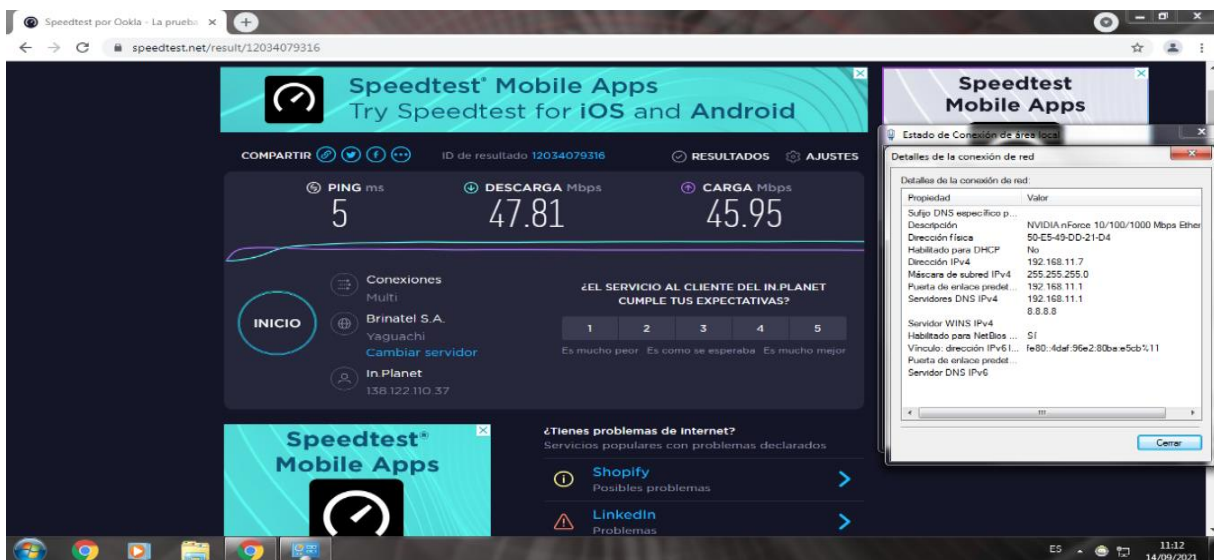 Speedtest por Ookla - La prueba
speedtest.net/result/12034079316
Speedtest® Mobile Apps
Try Speedtest for iOS and Android
Speedtest
Mobile Apps
COMPARTIR
ID de resultado 12034079316
RESULTADOS
AJUSTES
PING ms
5
DESCARGA Mbps
47.81
CARGA Mbps
45.95
INICIO
Conexiones
Multi
Brinatel S.A.
Yaguachi
Cambiar servidor
In.Planet
138.122.110.37
¿EL SERVICIO AL CLIENTE DEL IN.PLANET
CUMPLE TUS EXPECTATIVAS?
1 2 3 4 5
Es mucho peor Es como se esperaba Es mucho mejor
Speedtest®
Mobile Apps
¿Tienes problemas de Internet?
Servicios populares con problemas declarados
Shopify
Posibles problemas
LinkedIn
Problemas
Estado de Conexión de área local
Detalles de la conexión de red
Detalles de la conexión de red:
Propiedad Valor
Sufijo DNS específico p...
Descripción NVIDIA nForce 10/100/1000 Mbps Ether
Dirección física 50-E5-49-DD-21-D4
Habilitado para DHCP No
Dirección IPv4 192.168.11.7
Máscara de subred IPv4 255.255.255.0
Puerta de enlace predet... 192.168.11.1
Servidores DNS IPv4 192.168.11.1
8.8.8.8
Servidor WINS IPv4
Habilitado para NetBios ... Sí
Vínculo: dirección IPv6 l... fe80::4daf:96e2:80ba:e5cb%11
Puerta de enlace predet...
Servidor DNS IPv6
Cerrar
ES
11:12
14/09/2021